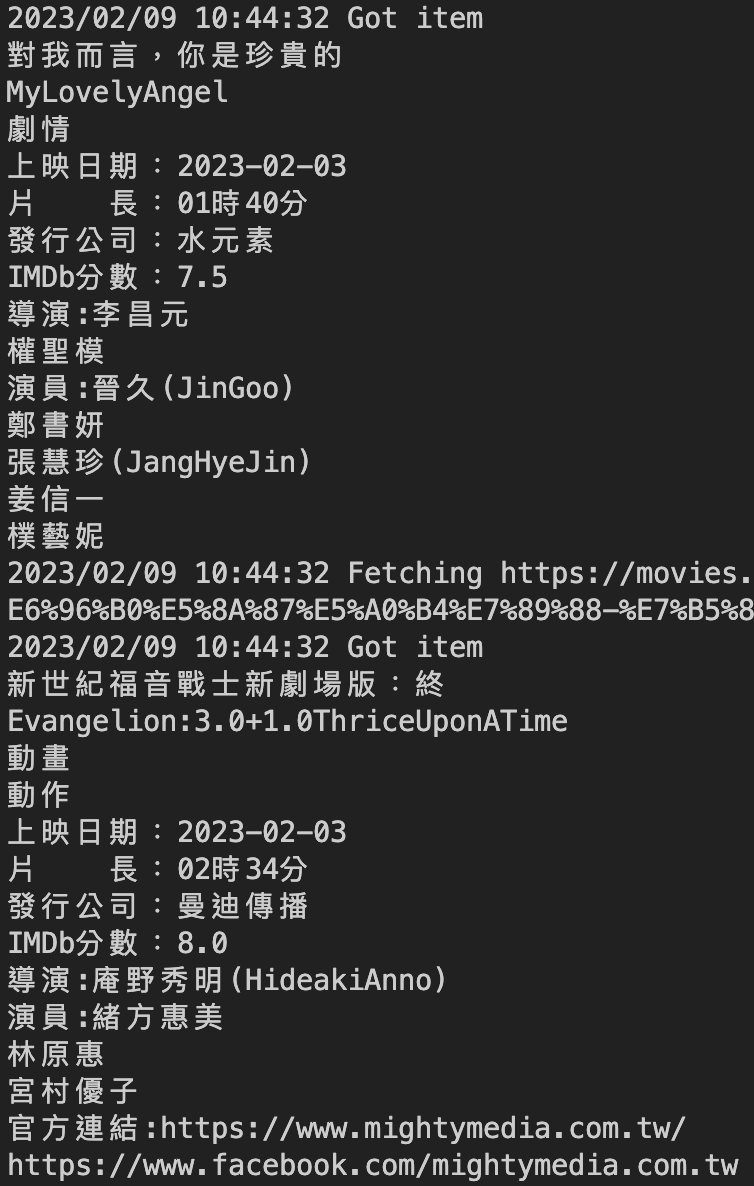 2023/02/09 10:44:32 Got item
對我而言，你是珍貴的
MyLovelyAngel
劇情
上映日期：2023-02-03
片　　長：01時40分
發行公司：水元素
IMDb分數：7.5
導演:李昌元
權聖模
演員:晉久(JinGoo)
鄭書妍
張慧珍(JangHyeJin)
姜信一
樸藝妮
2023/02/09 10:44:32 Fetching https://movies.
E6%96%B0%E5%8A%87%E5%A0%B4%E7%89%88-%E7%B5%8
2023/02/09 10:44:32 Got item
新世紀福音戰士新劇場版：終
Evangelion:3.0+1.0ThriceUponATime
動畫
動作
上映日期：2023-02-03
片　　長：02時34分
發行公司：曼迪傳播
IMDb分數：8.0
導演:庵野秀明(HideakiAnno)
演員:緒方惠美
林原惠
宮村優子
官方連結:https://www.mightymedia.com.tw/
https://www.facebook.com/mightymedia.com.tw